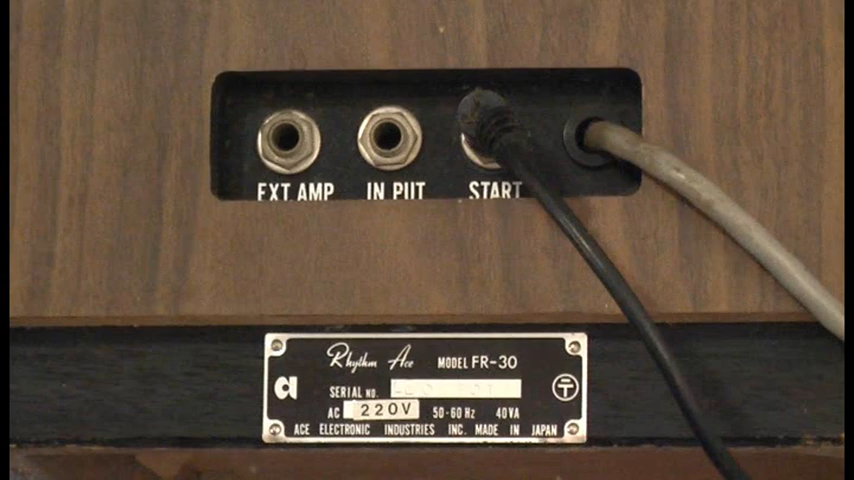 EXT AMP IN PUT START
Rhythm Ace MODEL FR-30
SERIAL NO.
AC 220V 50-60 Hz 40VA
ACE ELECTRONIC INDUSTRIES INC. MADE IN JAPAN